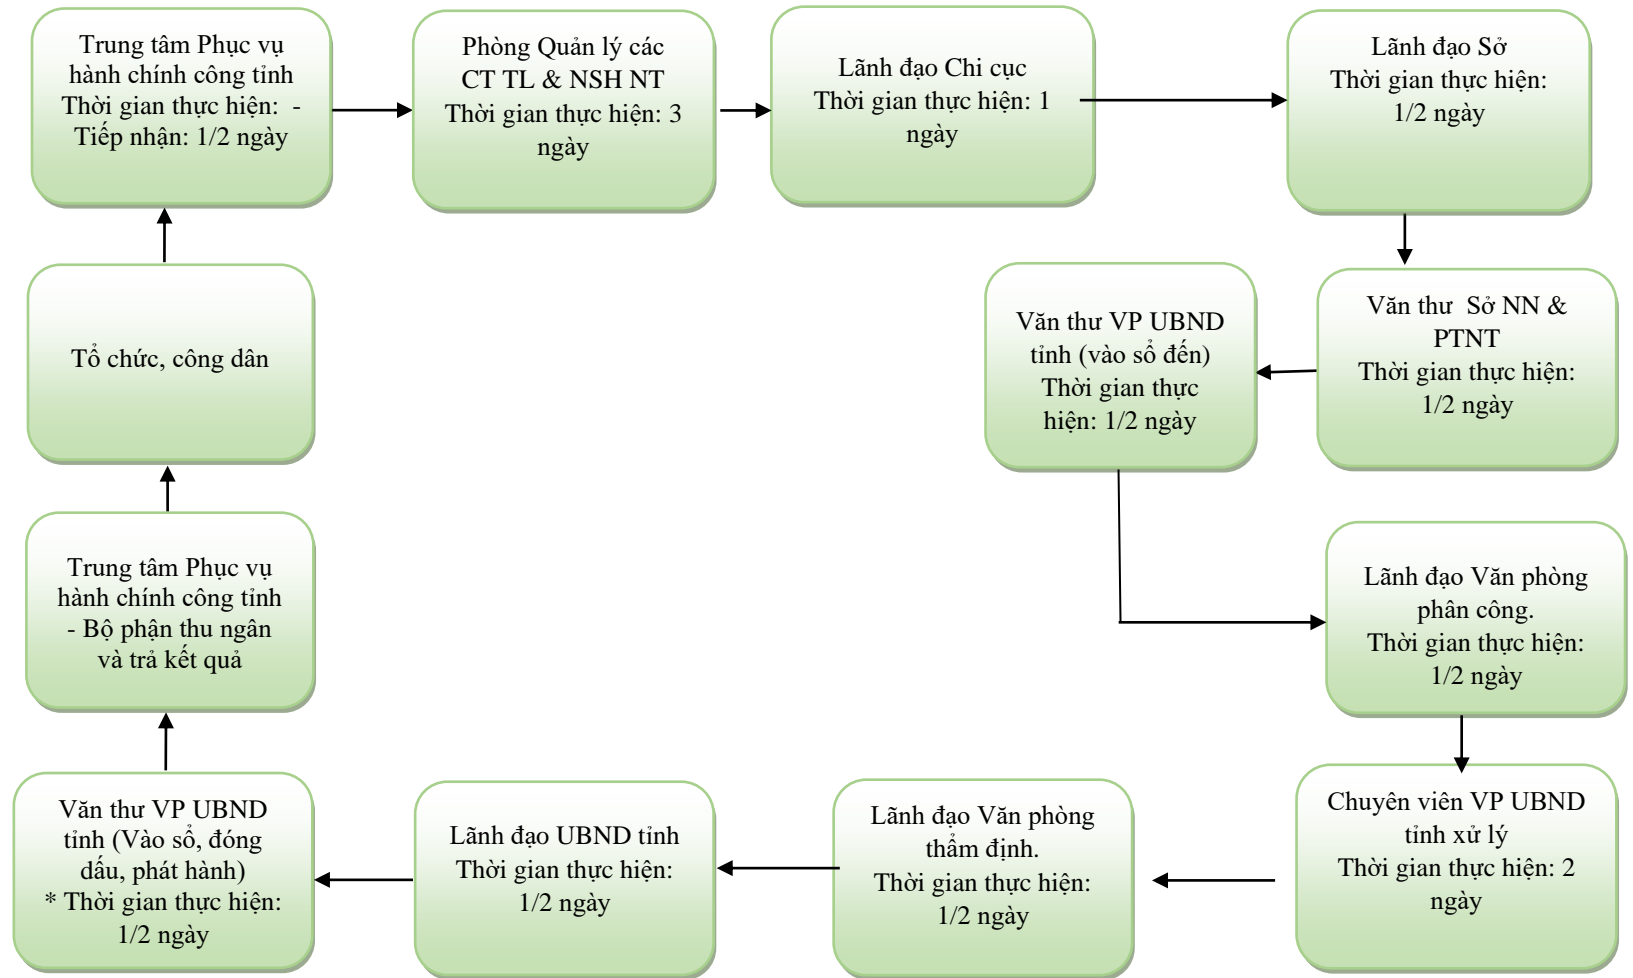 Trung tâm Phục vụ
hành chính công tỉnh
Thời gian thực hiện: -
Tiếp nhận: 1/2 ngày
Phòng Quản lý các
CT TL & NSH NT
Thời gian thực hiện: 3
ngày
Lãnh đạo Chi cục
Thời gian thực hiện: 1
ngày
Lãnh đạo Sở
Thời gian thực hiện:
1/2 ngày
Văn thư Sở NN &
PTNT
Thời gian thực hiện:
1/2 ngày
Văn thư VP UBND
tỉnh (vào sổ đến)
Thời gian thực
hiện: 1/2 ngày
Lãnh đạo Văn phòng
phân công.
Thời gian thực hiện:
1/2 ngày
Chuyên viên VP UBND
tỉnh xử lý
Thời gian thực hiện: 2
ngày
Lãnh đạo Văn phòng
thẩm định.
Thời gian thực hiện:
1/2 ngày
Lãnh đạo UBND tỉnh
Thời gian thực hiện:
1/2 ngày
Văn thư VP UBND
tỉnh (Vào sổ, đóng
dấu, phát hành)
* Thời gian thực hiện:
1/2 ngày
Trung tâm Phục vụ
hành chính công tỉnh
- Bộ phận thu ngân
và trả kết quả
Tổ chức, công dân